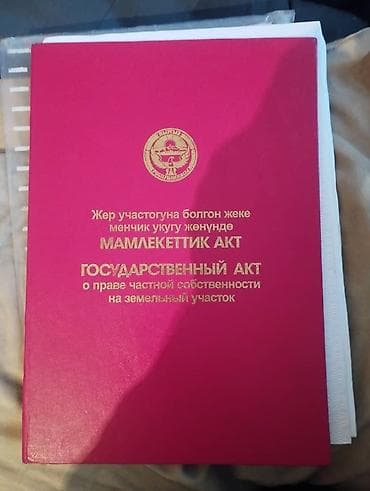 Жер участогуна болгон жеке
менчик укугу жөнүндө
МАМЛЕКЕТТИК АКТ
ГОСУДАРСТВЕННЫЙ АКТ
о праве частной собственности
на земельный участок